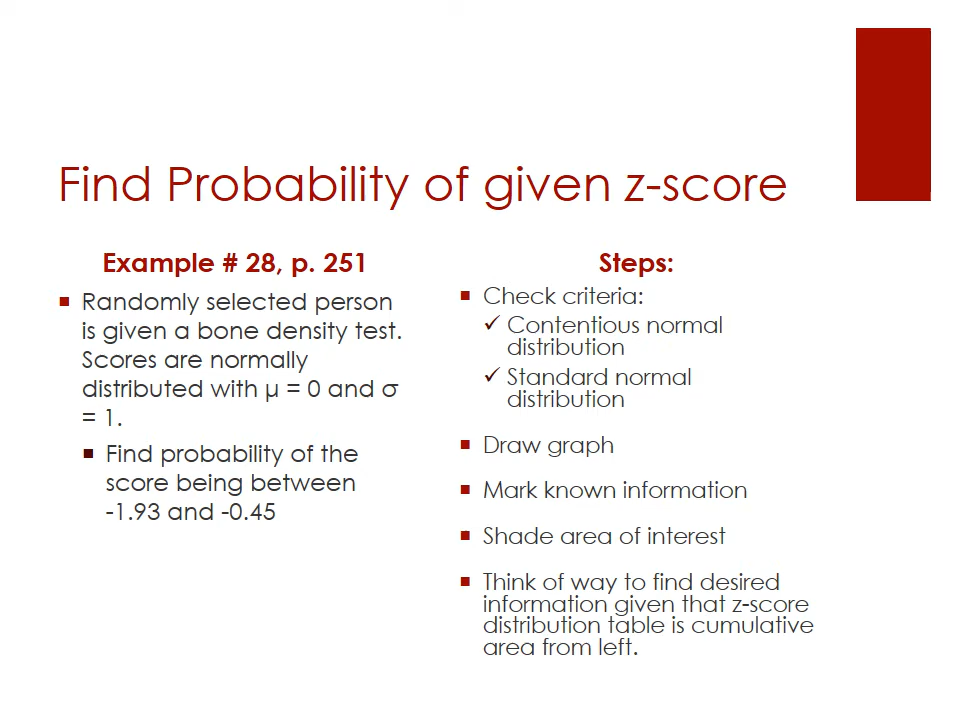 Find Probability of given z-score
Example # 28, p. 251
Randomly selected person
is given a bone density test.
Scores are normally
distributed with μ = 0 and σ
= 1.
Find probability of the
score being between
-1.93 and -0.45
Steps:
Check criteria:
Contentious normal
distribution
Standard normal
distribution
Draw graph
Mark known information
Shade area of interest
Think of way to find desired
information given that z-score
distribution table is cumulative
area from left.